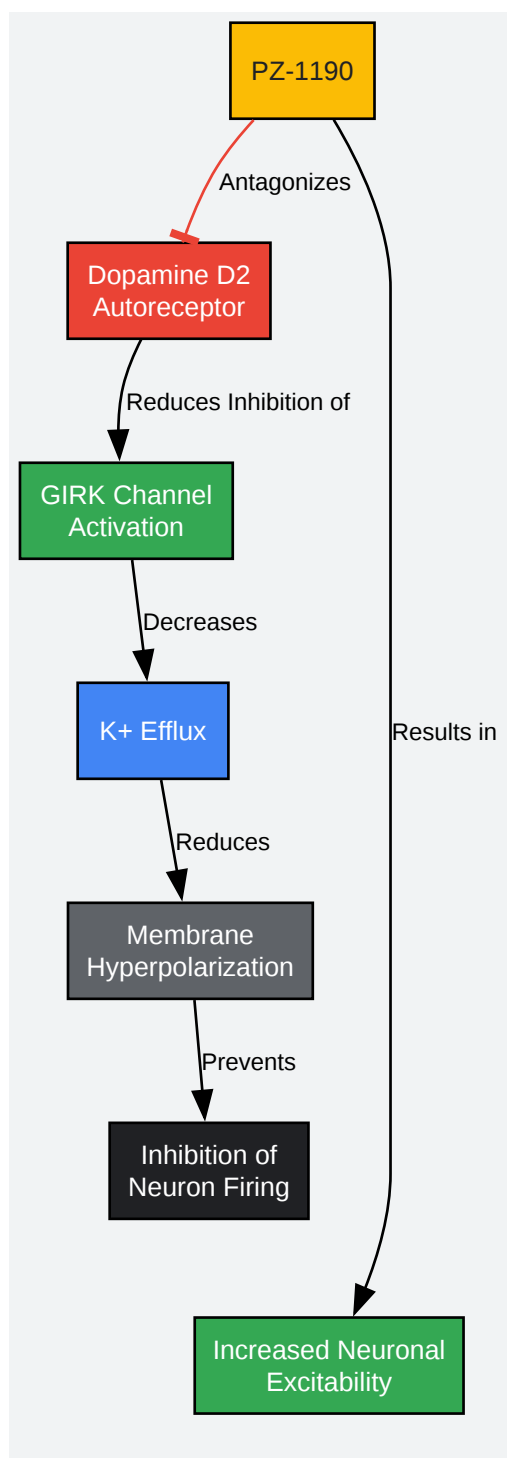 PZ-1190
Antagonizes
Dopamine D2
Autoreceptor
Reduces Inhibition of
GIRK Channel
Activation
Decreases
K+ Efflux
Results in
Reduces
Membrane
Hyperpolarization
Prevents
Inhibition of
Neuron Firing
Increased Neuronal
Excitability